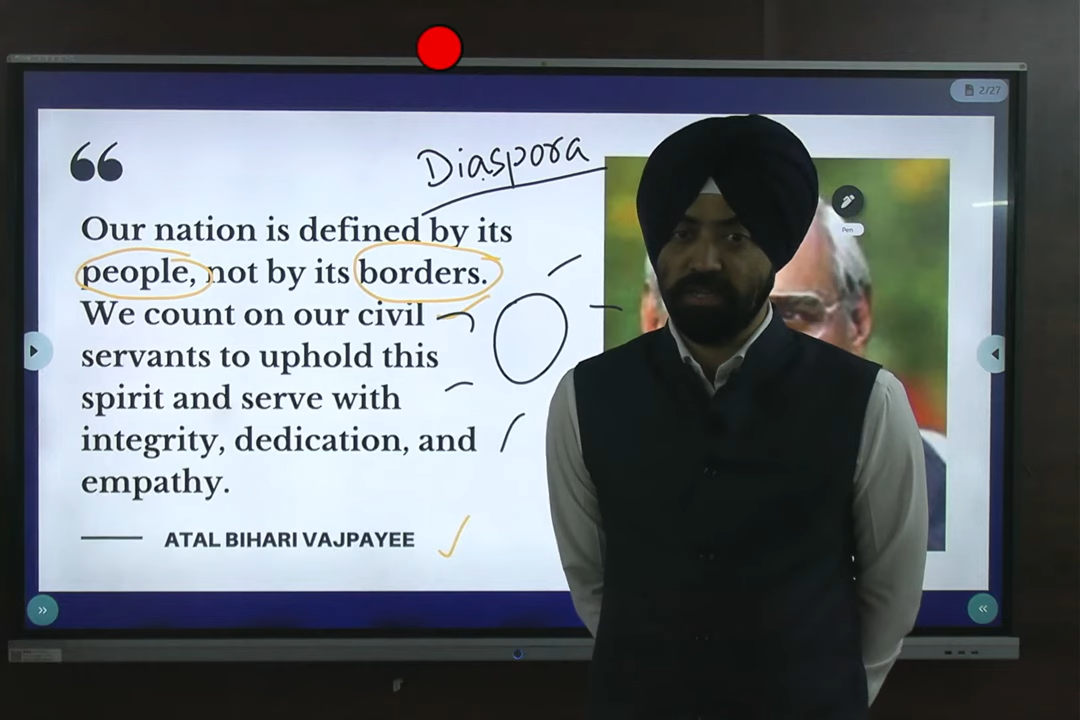 2/27
“
Diaspora
Our nation is defined by its
people, not by its borders.
We count on our civil
servants to uphold this
spirit and serve with
integrity, dedication, and
empathy.
ATAL BIHARI VAJPAYEE
Pen